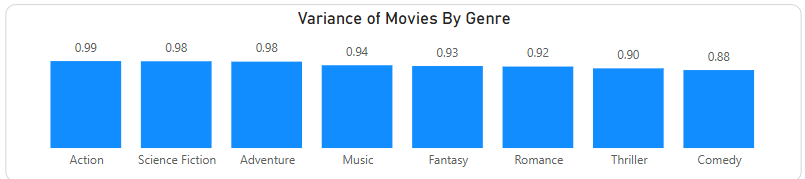 Variance of Movies By Genre
0.99 0.98 0.98 0.94 0.93 0.92 0.90 0.88
Action Science Fiction Adventure Music Fantasy Romance Thriller Comedy